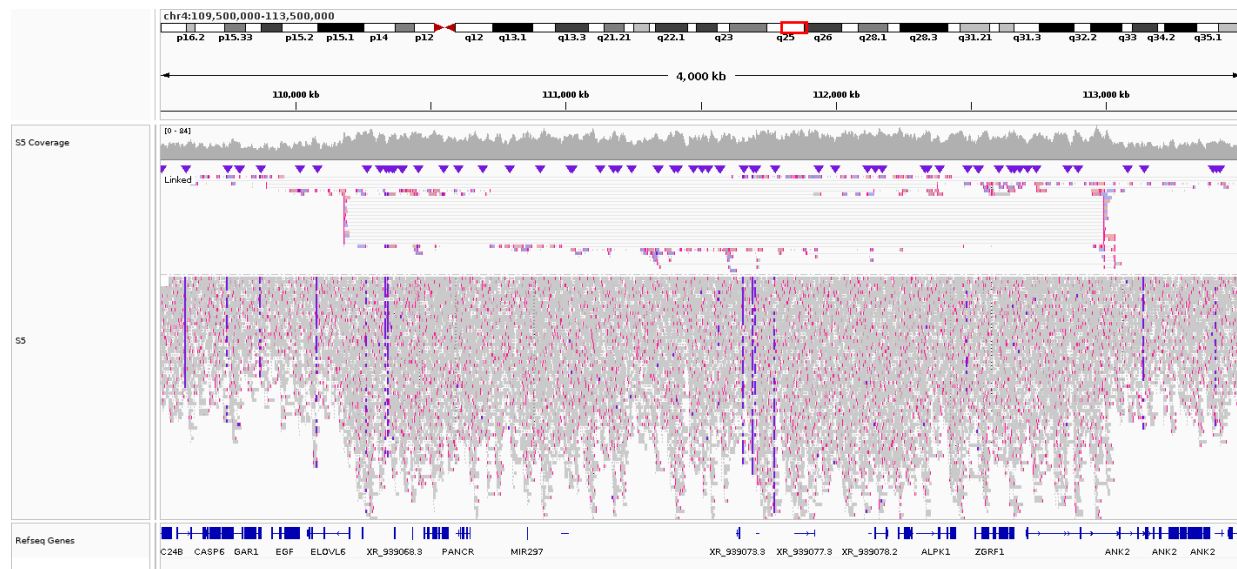 chr4:109,500,000-113,500,000
p16.2 p15.33 p15.2 p15.1 p14 p12 q12 q13.1 q13.3 q21.21 q22.1 q23 q25 q26 q28.1 q28.3 q31.21 q31.3 q32.2 q33 q34.2 q35.1
4,000 kb
110,000 kb 111,000 kb 112,000 kb 113,000 kb
[0 - 84]
S5 Coverage
Linked
S5
Refseq Genes
C24B CASP6 GAR1 EGF ELOVL6 XR_939068.3 PANCR MIR297 XR_939073.3 XR_939077.3 XR_939078.2 ALPK1 ZGRF1 ANK2 ANK2 ANK2